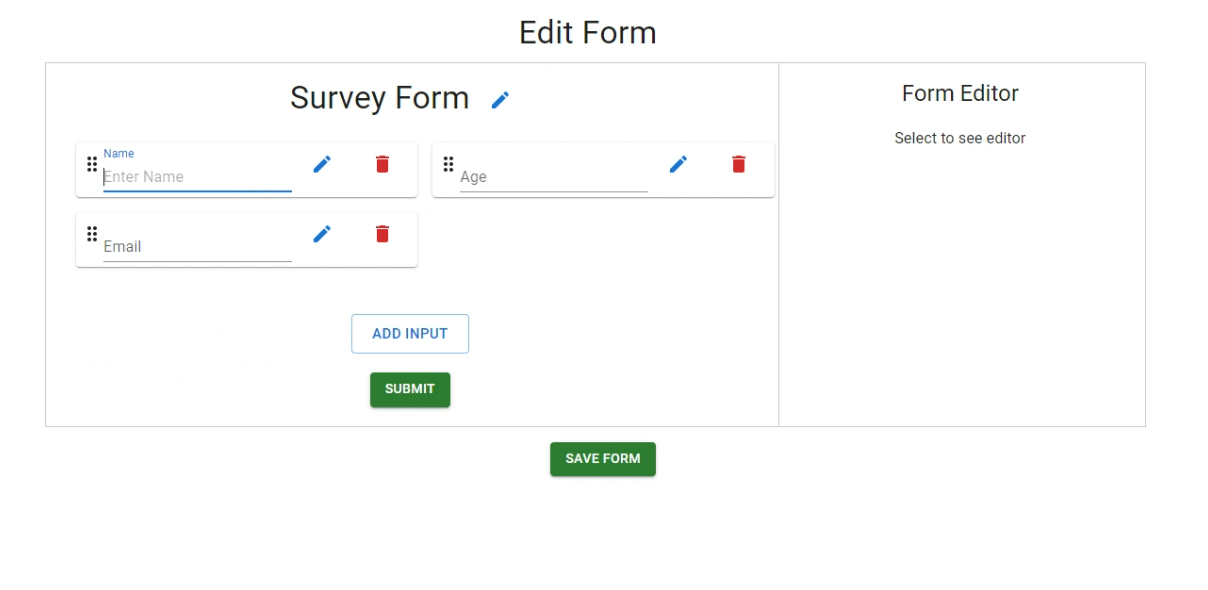 Edit Form
Survey Form
Form Editor
Select to see editor
Name
Enter Name
Age
Email
ADD INPUT
SUBMIT
SAVE FORM